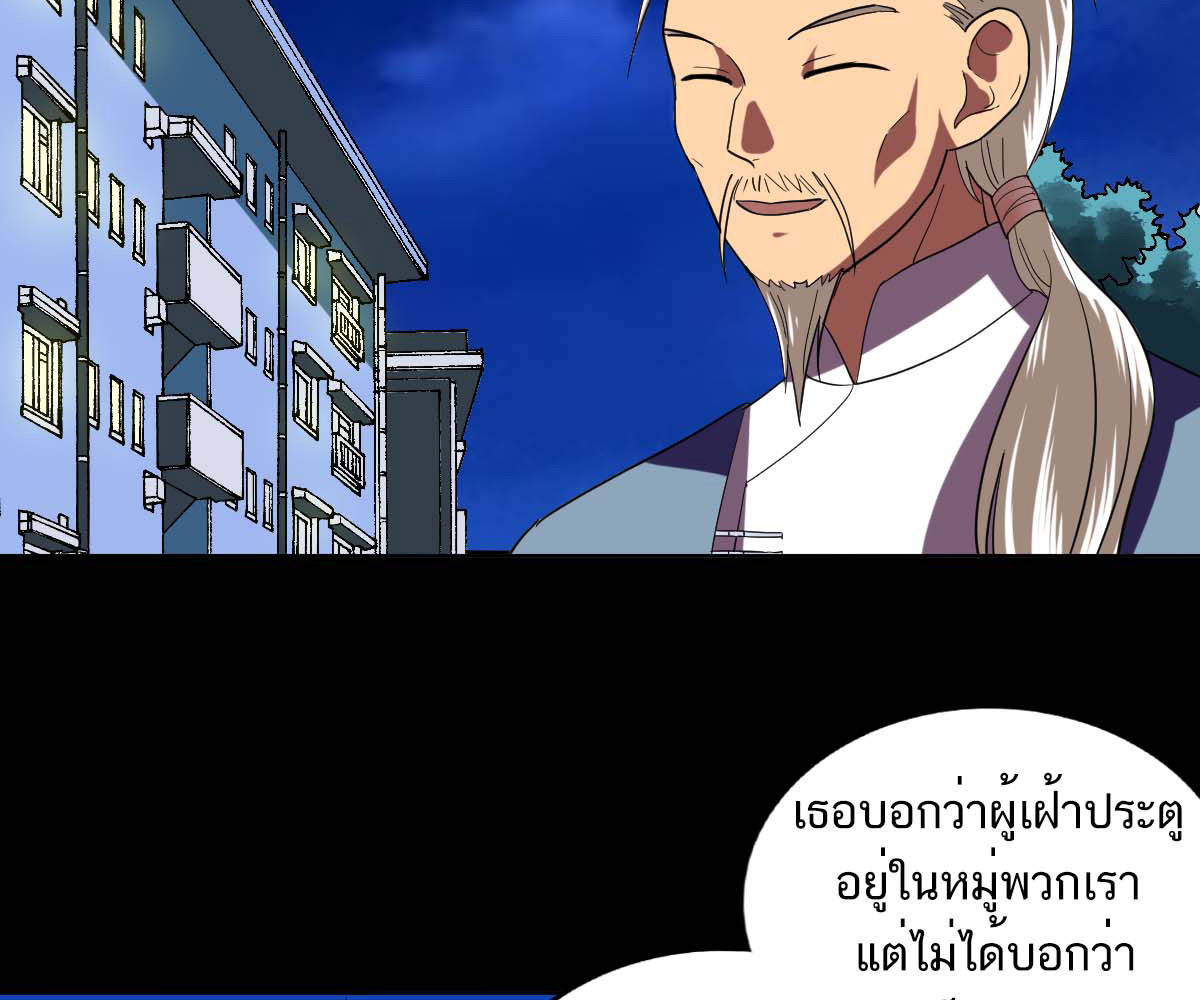 เธอบอกว่าผู้เฝ้าประตู
อยู่ในหมู่พวกเรา
แต่ไม่ได้บอกว่า